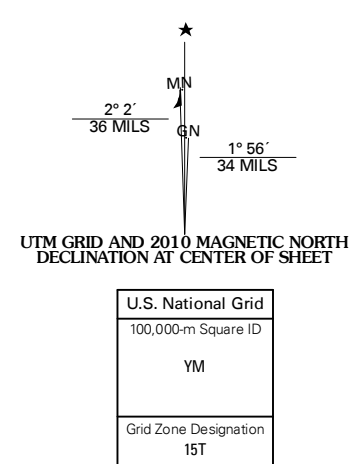 MN
2° 2´
36 MILS
GN
1° 56´
34 MILS
UTM GRID AND 2010 MAGNETIC NORTH
DECLINATION AT CENTER OF SHEET
U.S. National Grid
100,000-m Square ID
YM
Grid Zone Designation
15T